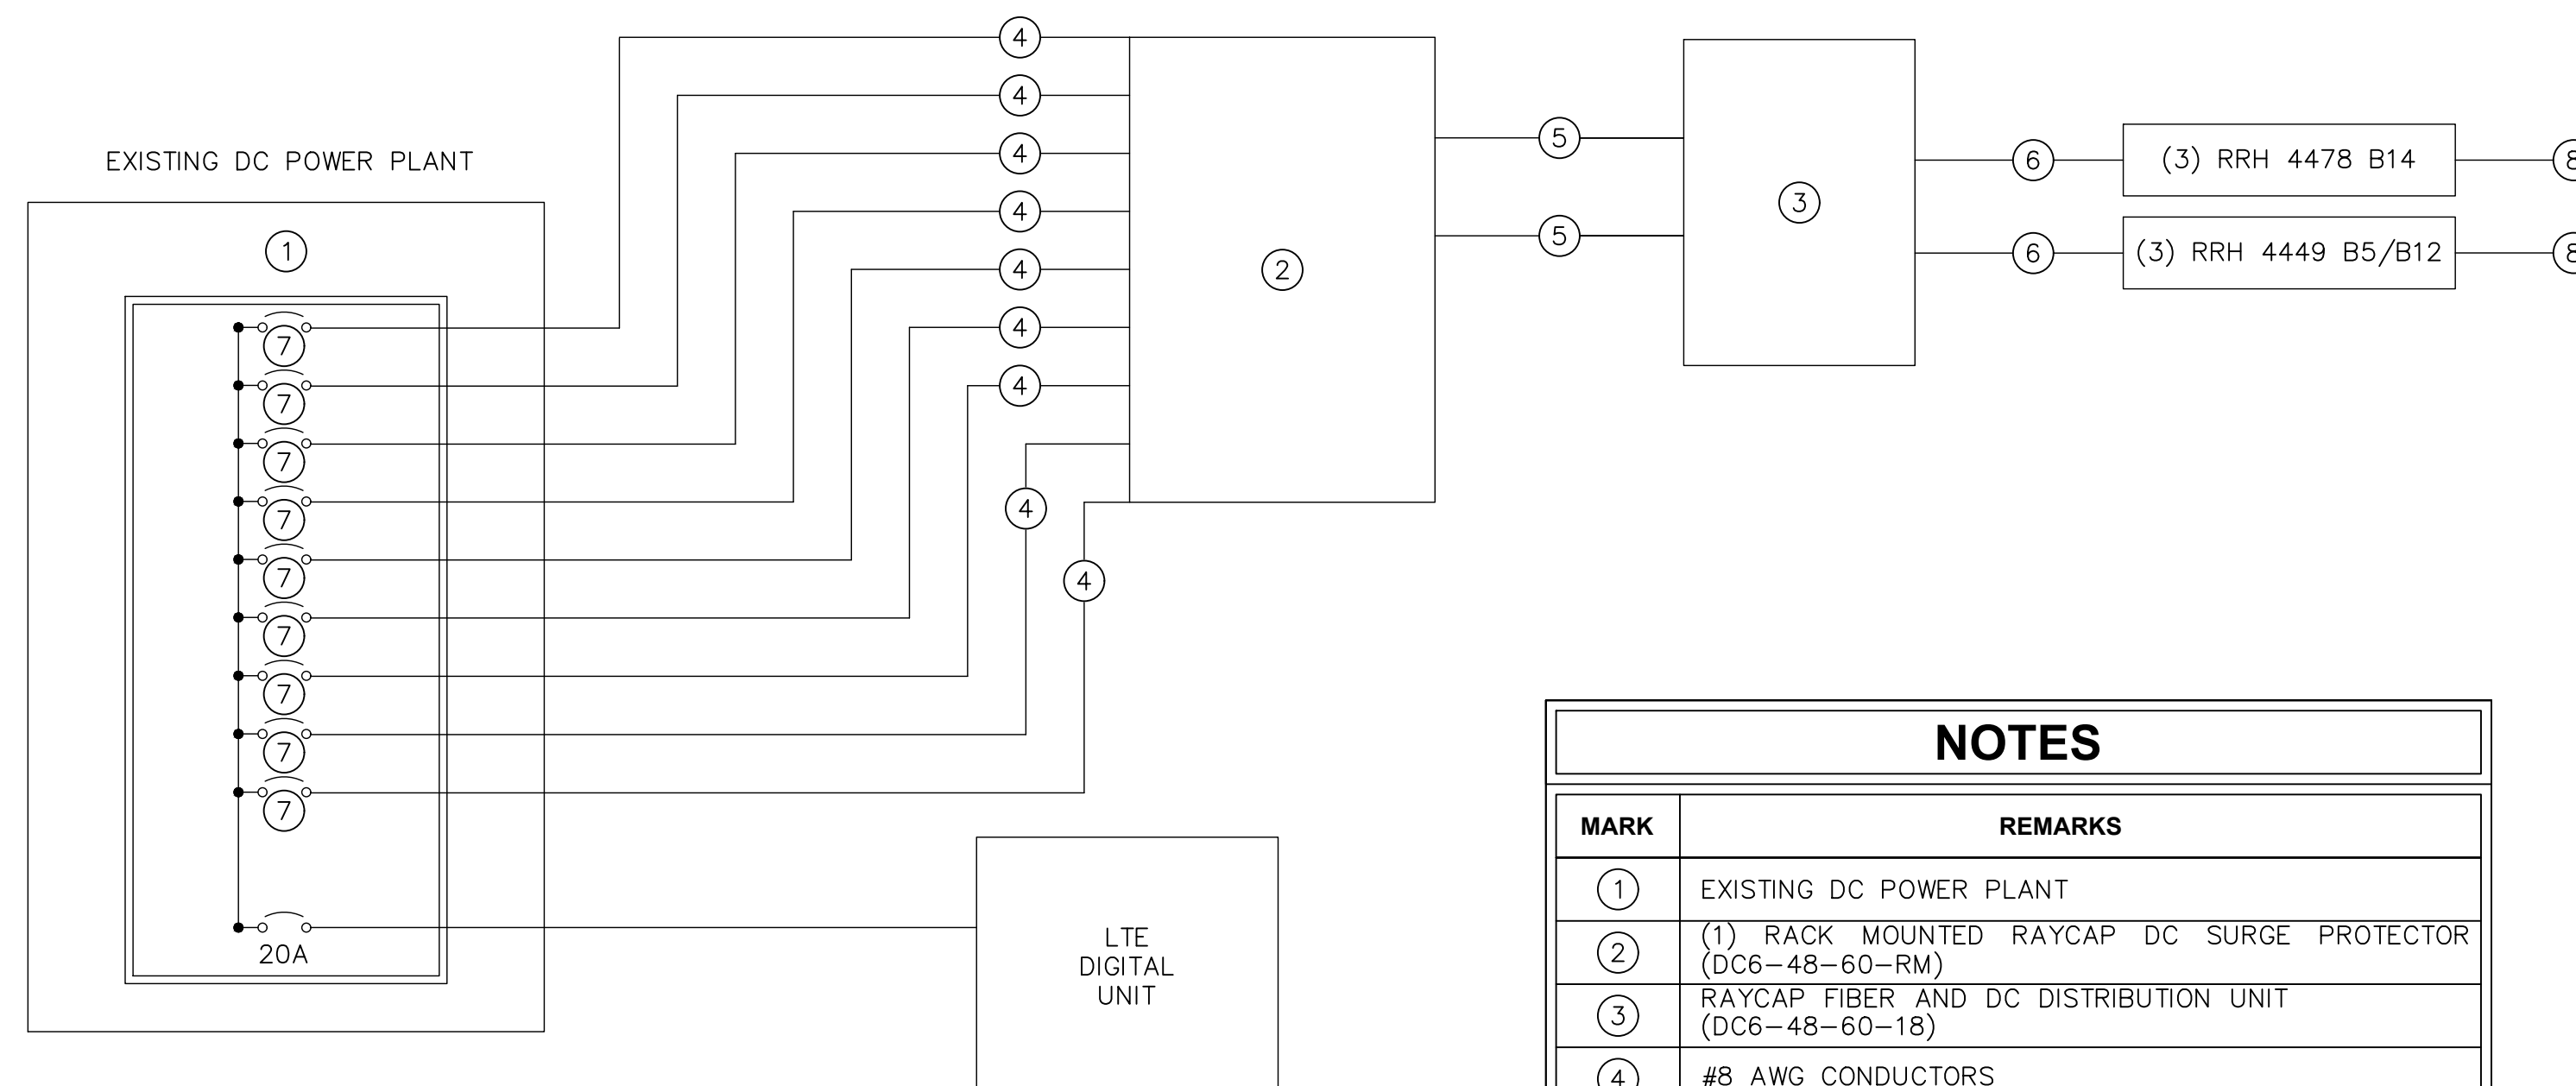 4
4
4
4
4
4
4
4
4
5
5
6
(3) RRH 4478 B14
6
(3) RRH 4449 B5/B12
EXISTING DC POWER PLANT
1
2
3
7
7
7
7
7
7
7
7
7
20A
LTE
DIGITAL
UNIT
NOTES
MARK REMARKS
1 EXISTING DC POWER PLANT
2 (1) RACK MOUNTED RAYCAP DC SURGE PROTECTOR
(DC6-48-60-RM)
3 RAYCAP FIBER AND DC DISTRIBUTION UNIT
(DC6-48-60-18)
4 #8 AWG CONDUCTORS